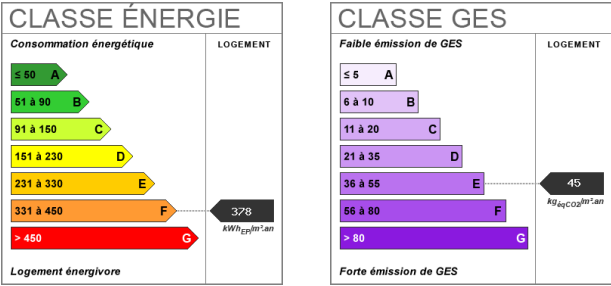 CLASSE ÉNERGIE
Consommation énergétique
LOGEMENT
≤ 50 A
51 à 90 B
91 à 150 C
151 à 230 D
231 à 330 E
331 à 450 F
378
kWhEP/m².an
> 450 G
Logement énergivore
CLASSE GES
Faible émission de GES
LOGEMENT
≤ 5 A
6 à 10 B
11 à 20 C
21 à 35 D
36 à 55 E
45
kgéqCO2/m².an
56 à 80 F
> 80 G
Forte émission de GES